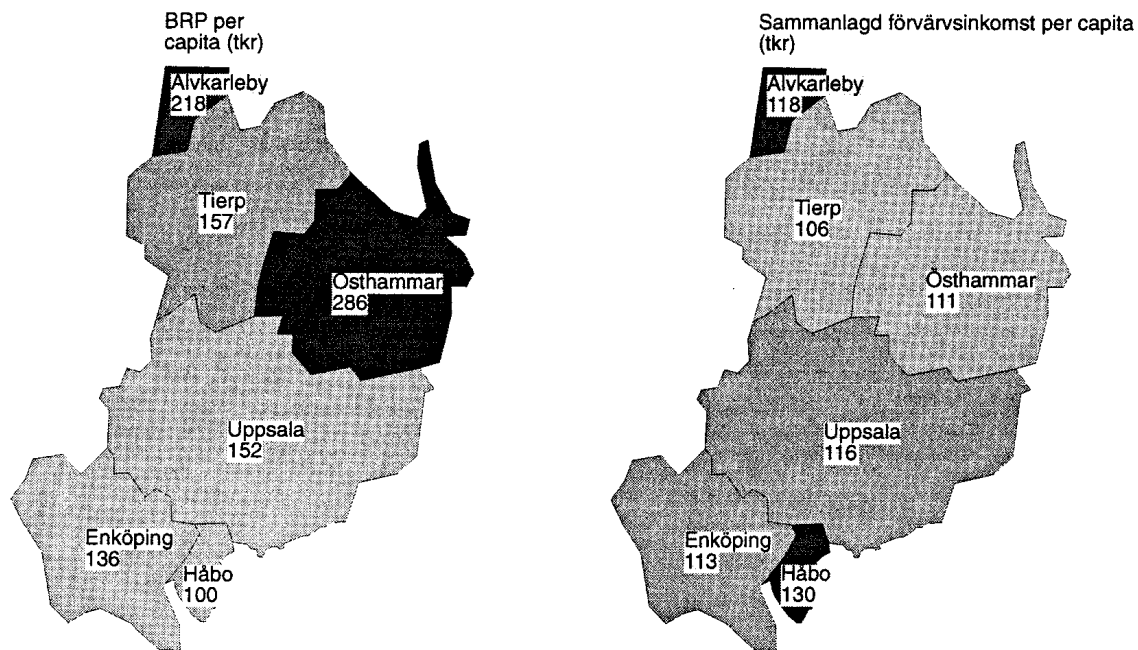 BRP per
capita (tkr)
Alvkarleby
218
Tierp
157
Osthammar
286
Uppsala
152
Enköping
136
Håbo
100
Sammanlagd förvärvsinkomst per capita
(tkr)
Alvkarleby
118
Tierp
106
Östhammar
111
Uppsala
116
Enköping
113
Håbo
130